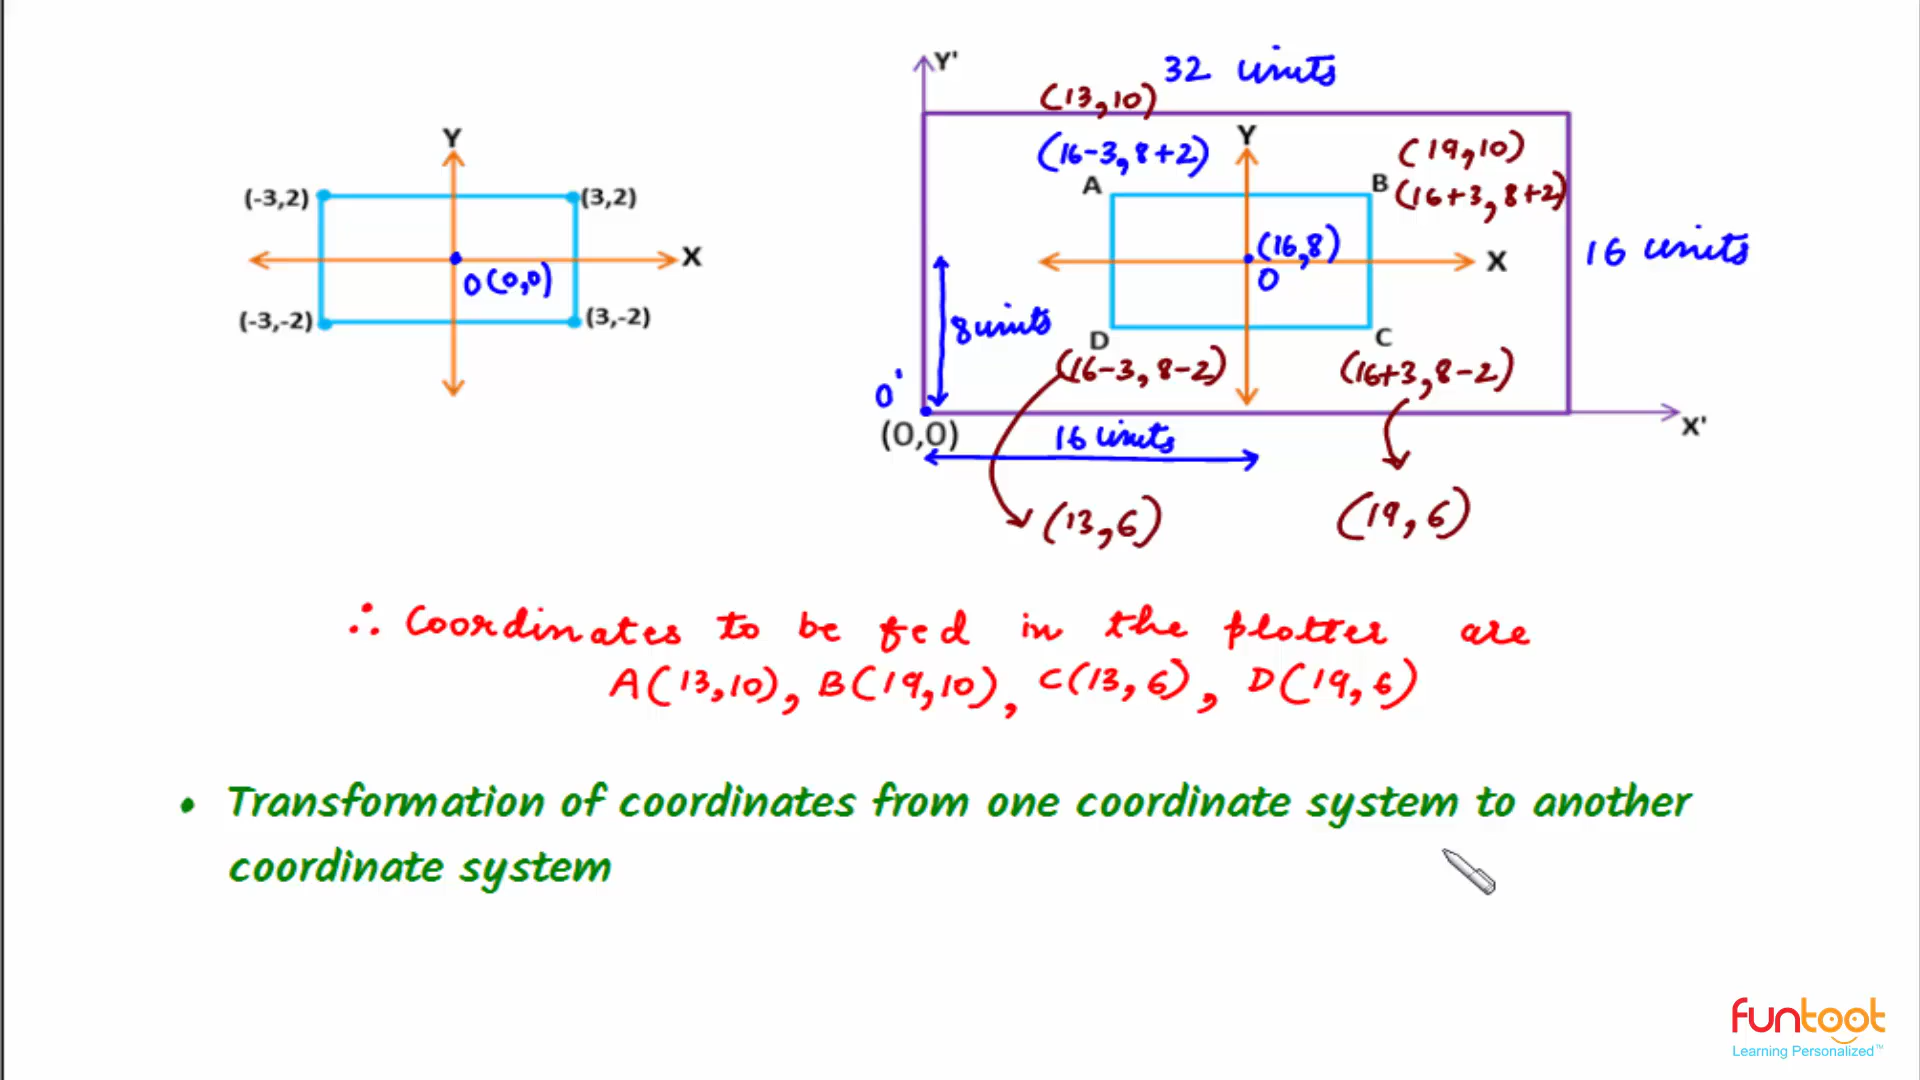 Y
(-3,2)
(3,2)
X
O(0,0)
(-3,-2)
(3,-2)
Y'
32 units
(13,10)
(16-3,8+2)
Y
(19,10)
A
B
(16+3,8+2)
(16,8)
O
X
16 units
8 units
D
C
(16-3,8-2)
(16+3,8-2)
O'
(0,0)
16 units
X'
(13,6)
(19,6)
∴ Coordinates to be fed in the plotter are
A(13,10), B(19,10), C(13,6), D(19,6)
• Transformation of coordinates from one coordinate system to another
coordinate system
funtoot
Learning Personalized™